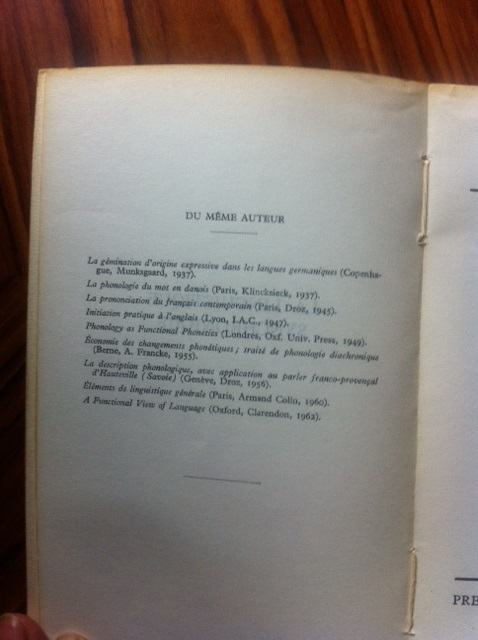 DU MÊME AUTEUR
La gémination d'origine expressive dans les langues germaniques (Copenha-
gue, Munksgaard, 1937).
La phonologie du mot en danois (Paris, Klincksieck, 1937).
La prononciation du français contemporain (Paris, Droz, 1945).
Initiation pratique à l'anglais (Lyon, I.A.C., 1947).
Phonology as Functional Phonetics (Londres, Oxf. Univ. Press, 1949).
Économie des changements phonétiques ; traité de phonologie diachronique
(Berne, A. Francke, 1955).
La description phonologique, avec application au parler franco-provençal
d'Hauteville (Savoie) (Genève, Droz, 1956).
Éléments de linguistique générale (Paris, Armand Colin, 1960).
A Functional View of Language (Oxford, Clarendon, 1962).
PRE